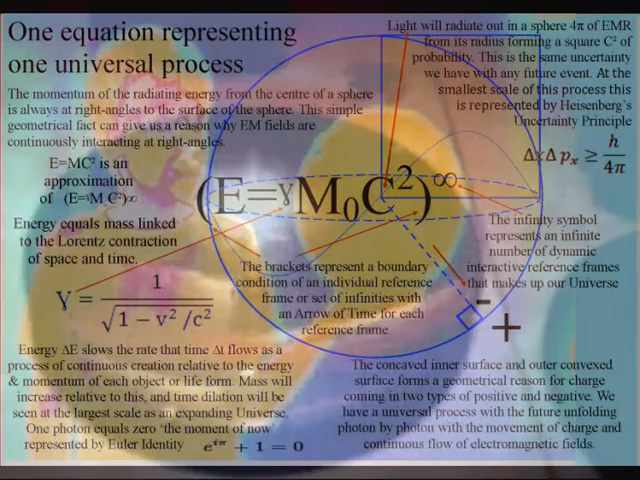 One equation representing
one universal process
The momentum of the radiating energy from the centre of a sphere
is always at right-angles to the surface of the sphere. This simple
geometrical fact can give us a reason why EM fields are
continuously interacting at right-angles.
E=MC² is an
approximation
of (E=γM C²)∞
Energy equals mass linked
to the Lorentz contraction
of space and time.
γ = 1 / √(1 − v²/c²)
Energy ΔE slows the rate that time Δt flows as a
process of continuous creation relative to the energy
& momentum of each object or life form. Mass will
increase relative to this, and time dilation will be
seen at the largest scale as an expanding Universe.
One photon equals zero ‘the moment of now’
represented by Euler Identity e^iπ + 1 = 0
(E=γM₀C²)∞
The brackets represent a boundary
condition of an individual reference
frame or set of infinities with
an Arrow of Time for each
reference frame.
Light will radiate out in a sphere 4π of EMR
from its radius forming a square C² of
probability. This is the same uncertainty
we have with any future event. At the
smallest scale of this process this
is represented by Heisenberg's
Uncertainty Principle
Δx Δ pₓ ≥ h / 4π
The infinity symbol
represents an infinite
number of dynamic
interactive reference frames
that makes up our Universe
-
+
The concaved inner surface and outer convexed
surface forms a geometrical reason for charge
coming in two types of positive and negative. We
have a universal process with the future unfolding
photon by photon with the movement of charge and
continuous flow of electromagnetic fields.